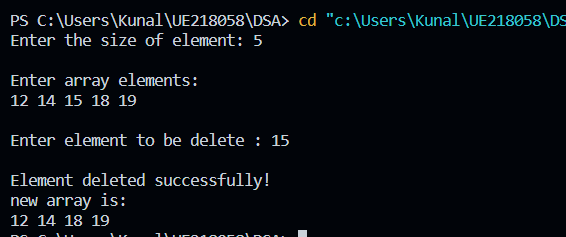 PS C:\Users\Kunal\UE218058\DSA> cd "c:\Users\Kunal\UE218058\DS
Enter the size of element: 5
Enter array elements:
12 14 15 18 19
Enter element to be delete : 15
Element deleted successfully!
new array is:
12 14 18 19
PS C:\Users\Kunal\UE218058\DSA>